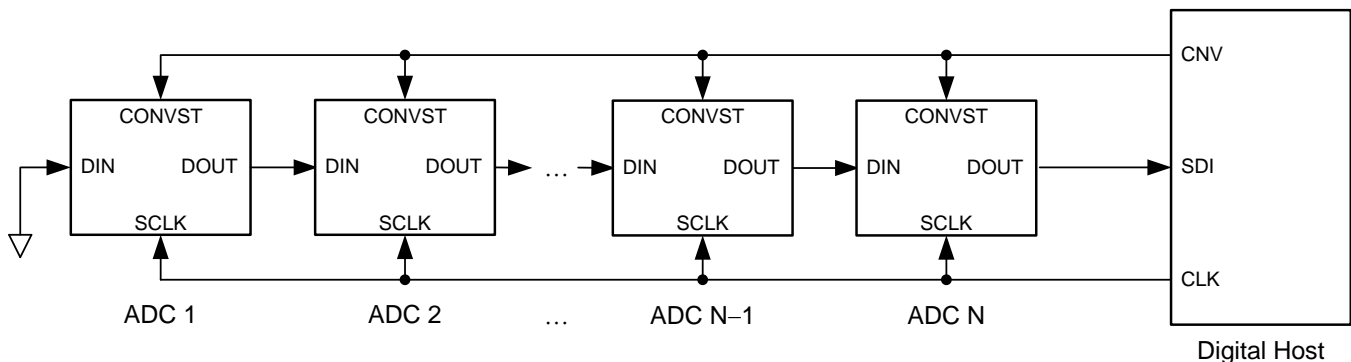 CNV
CONVST CONVST CONVST CONVST
DIN DOUT DIN DOUT ... DIN DOUT DIN DOUT SDI
SCLK SCLK SCLK SCLK
CLK
ADC 1 ADC 2 ... ADC N–1 ADC N
Digital Host